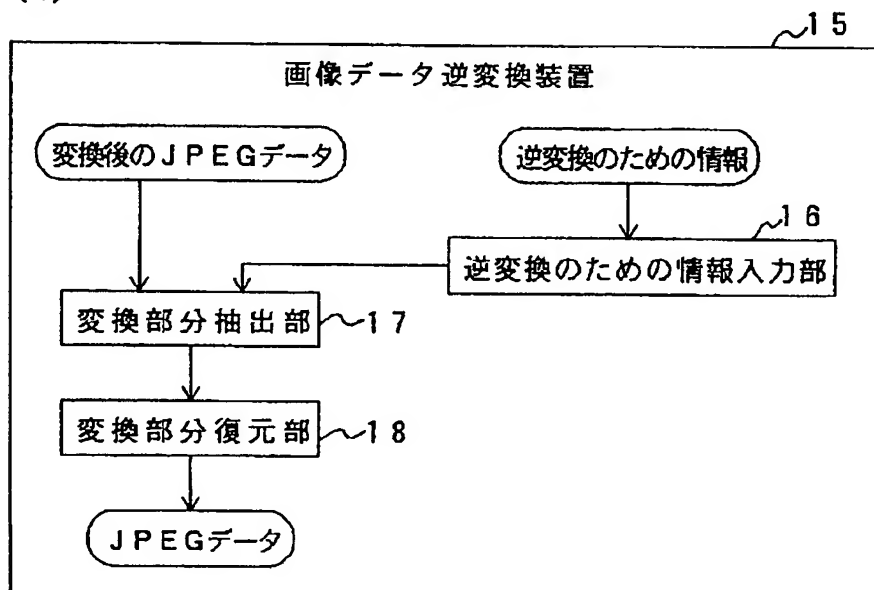 15
画像データ逆変換装置
変換後のJPEGデータ
逆変換のための情報
16
逆変換のための情報入力部
変換部分抽出部 17
変換部分復元部 18
JPEGデータ